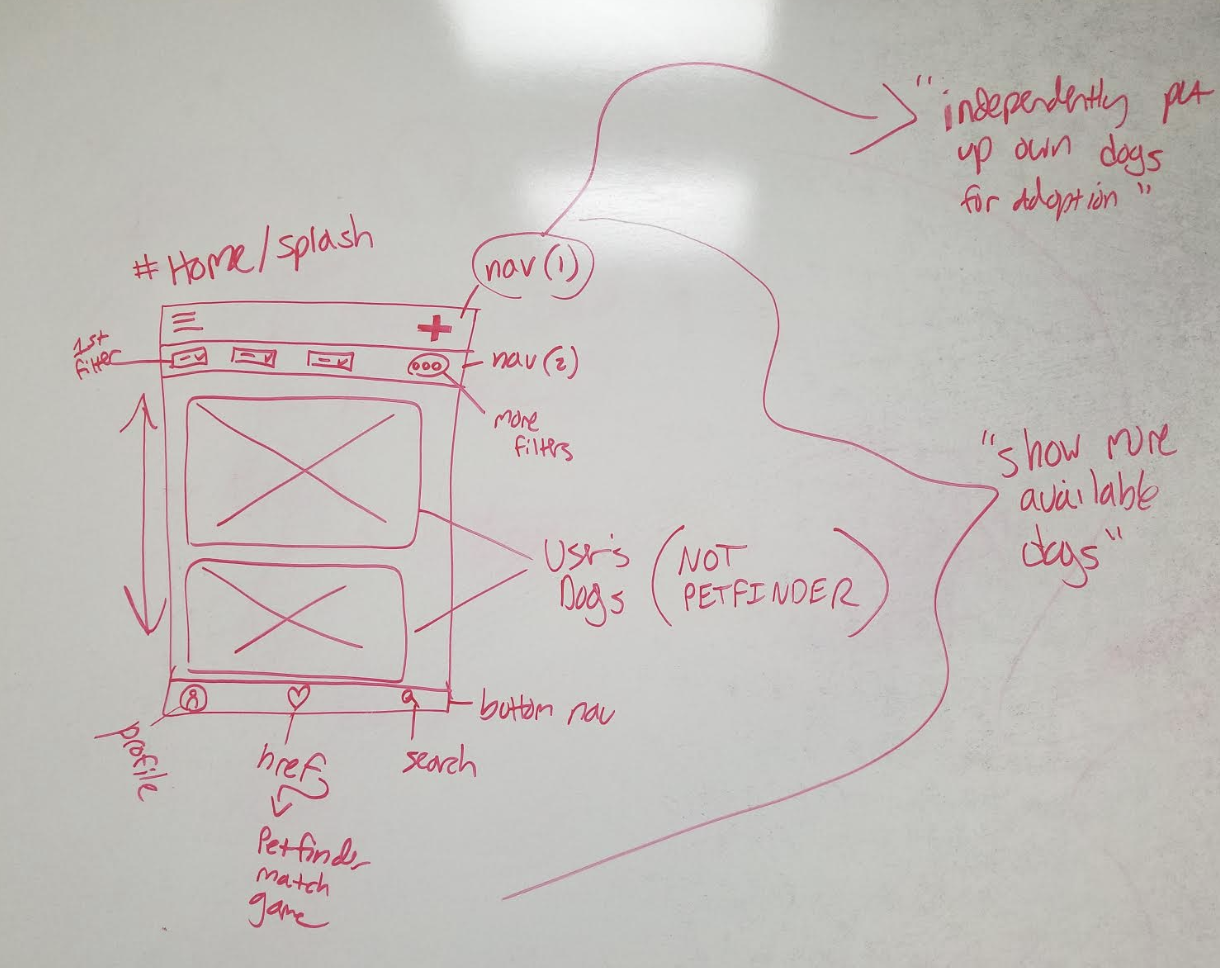 "independently put
up own dogs
for adoption"
# Home/splash
nav (1)
1st
filter
nav (2)
more
filters
"show more
available
dogs"
User's
Dogs
(NOT
PETFINDER)
profile
href
search
bottom nav
Petfinder
match
game